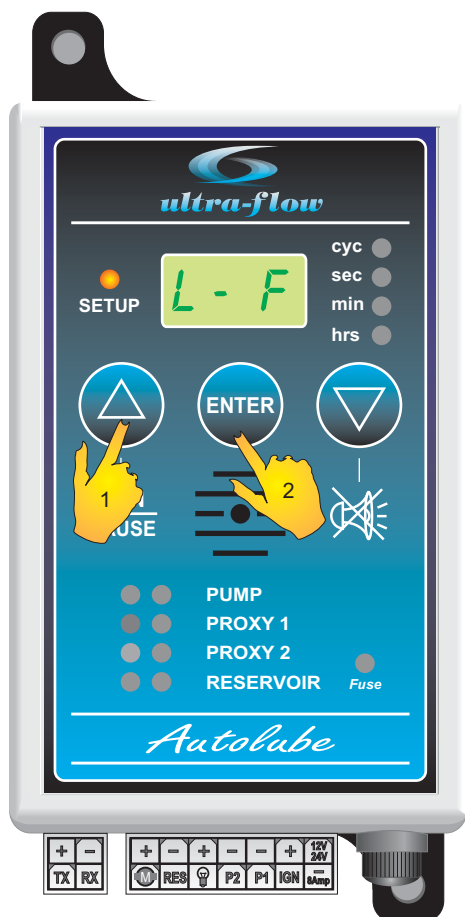 ultra-flow
cyc
sec
min
hrs
SETUP
L - F
ENTER
1
2
PUMP
PROXY 1
PROXY 2
RESERVOIR
Fuse
Autolube
+ - + - + - - + 12V 24V
TX RX M RES P2 P1 IGN - 8Amp